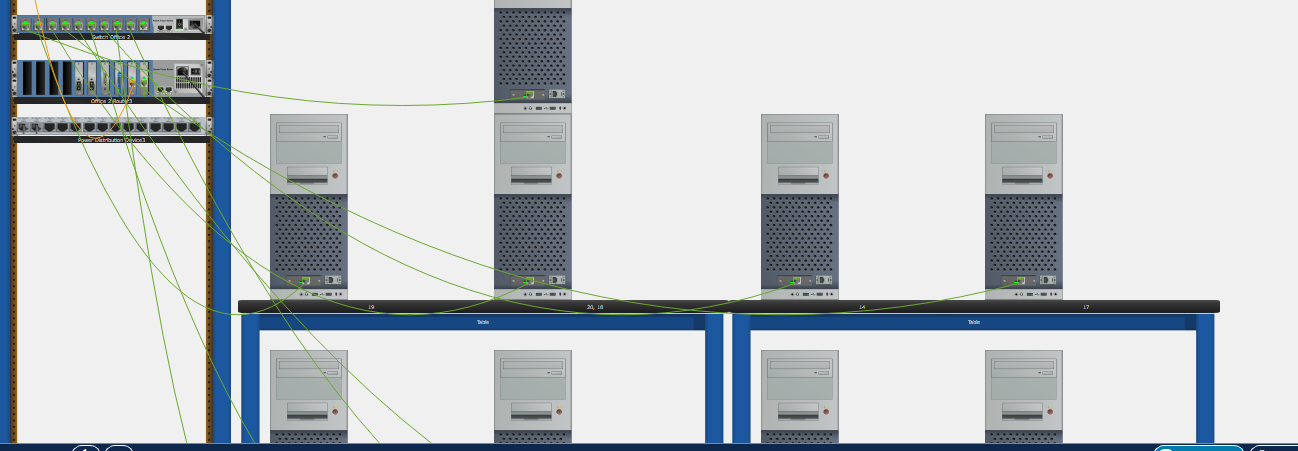 Switch Office 3
Office 3 Router3
Power Distribution Device3
19
20, 18
14
17
Table
Table